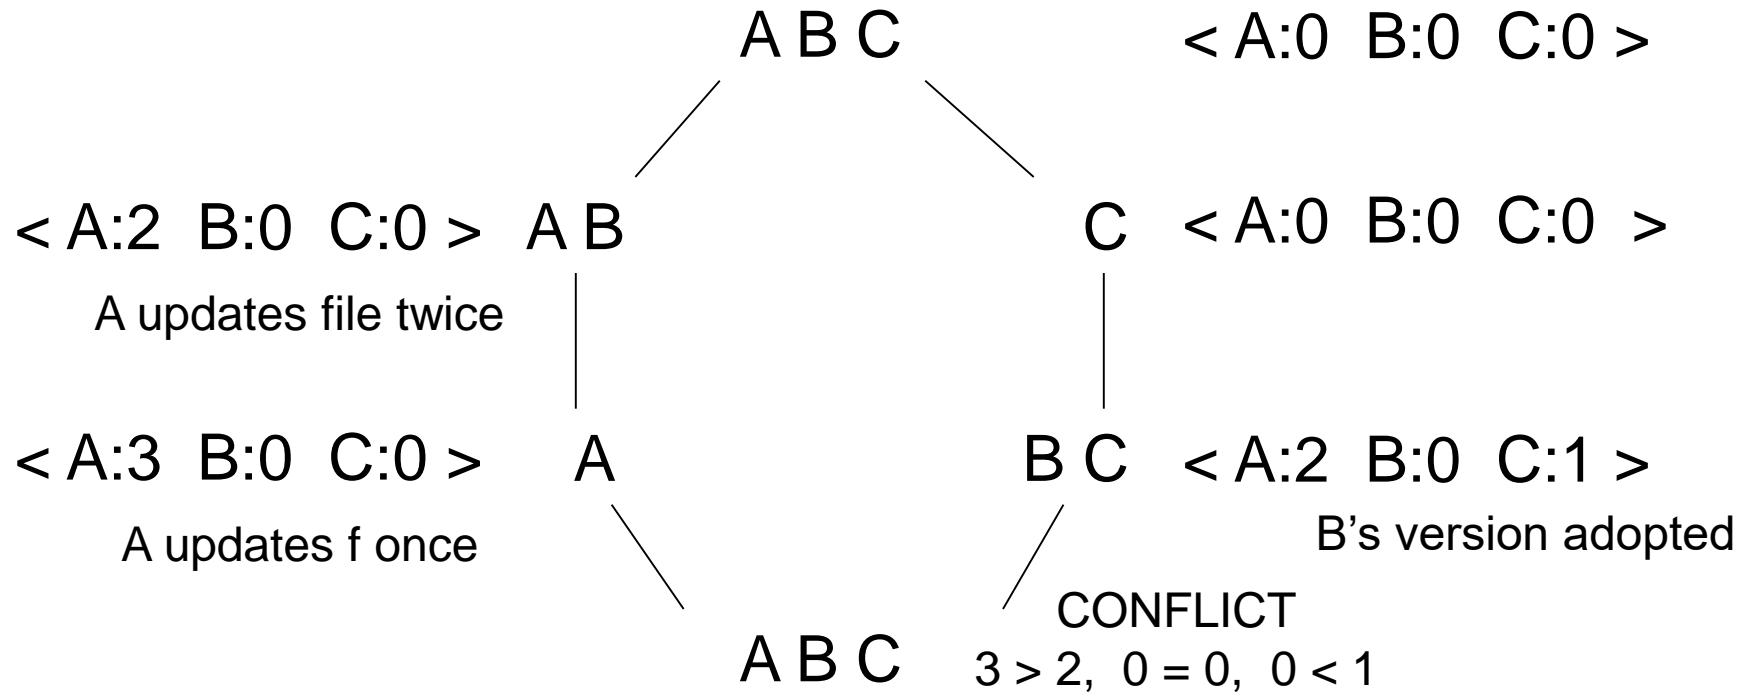 A B C
< A:0 B:0 C:0 >
< A:2 B:0 C:0 >
A B
C
< A:0 B:0 C:0 >
A updates file twice
< A:3 B:0 C:0 >
A
B C
< A:2 B:0 C:1 >
A updates f once
B’s version adopted
CONFLICT
A B C
3 > 2, 0 = 0, 0 < 1